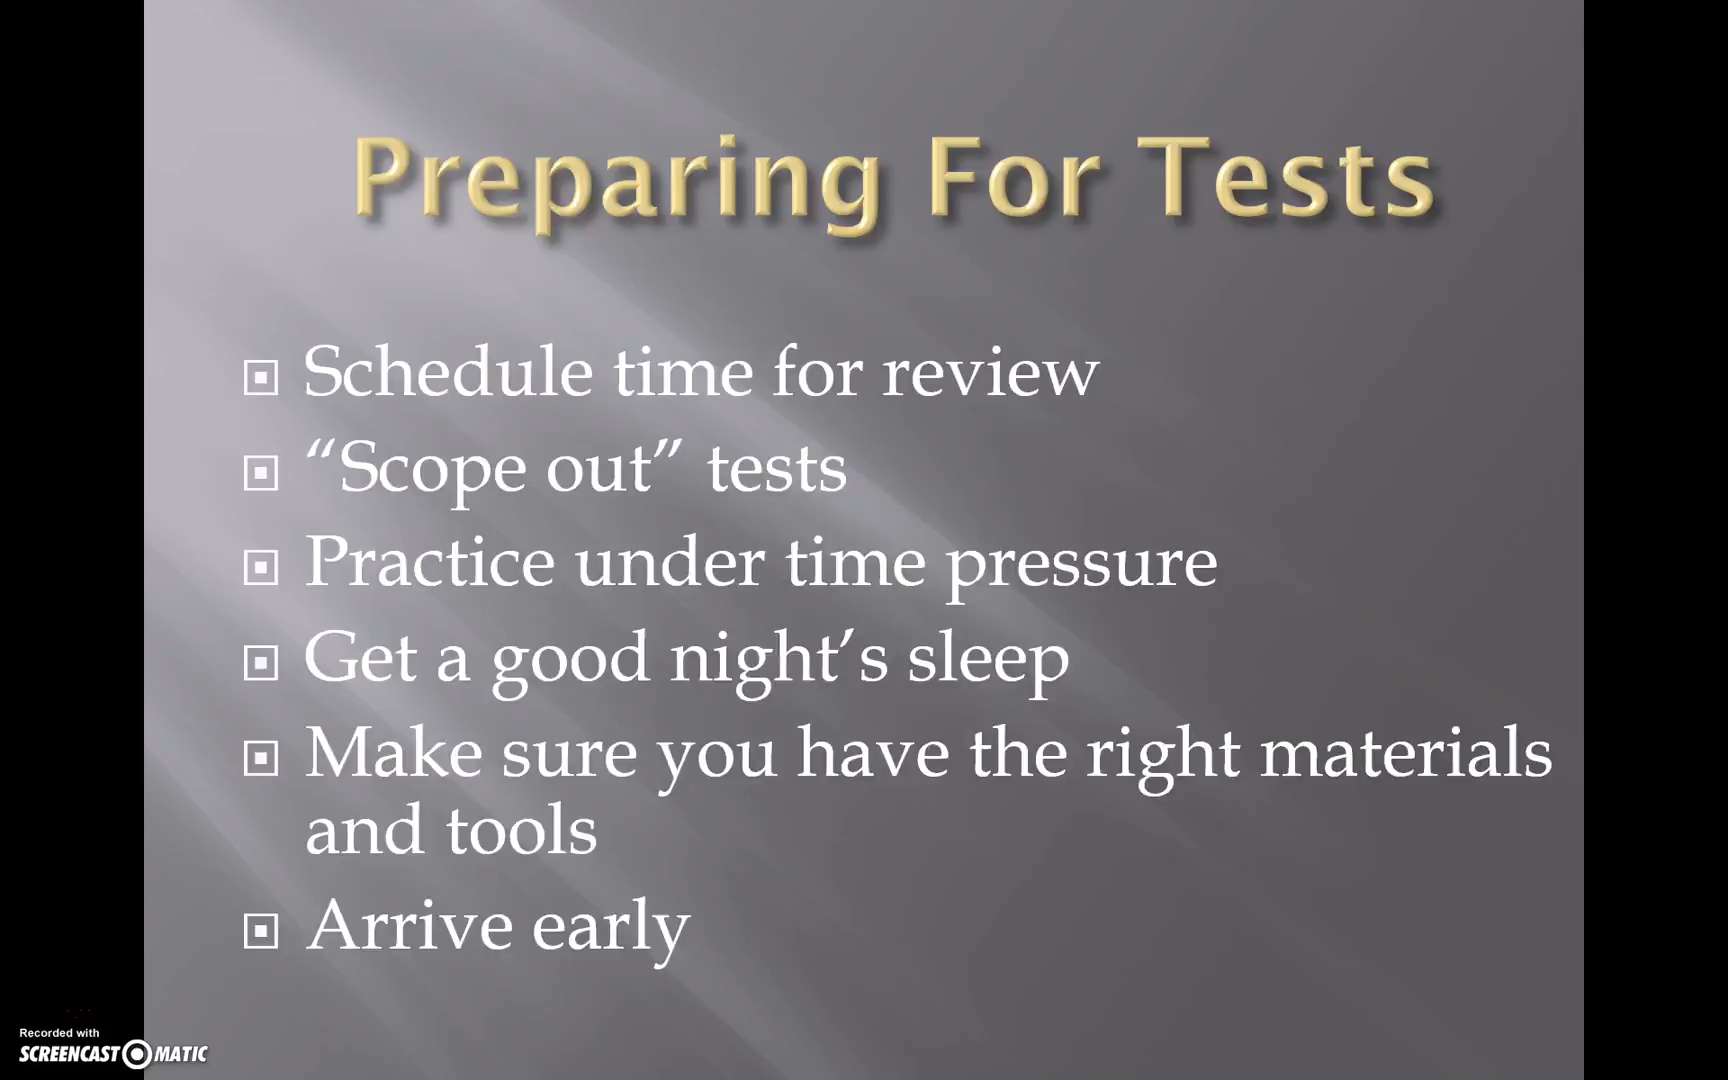 Preparing For Tests
Schedule time for review
“Scope out” tests
Practice under time pressure
Get a good night’s sleep
Make sure you have the right materials
and tools
Arrive early
Recorded with
SCREENCAST MATIC